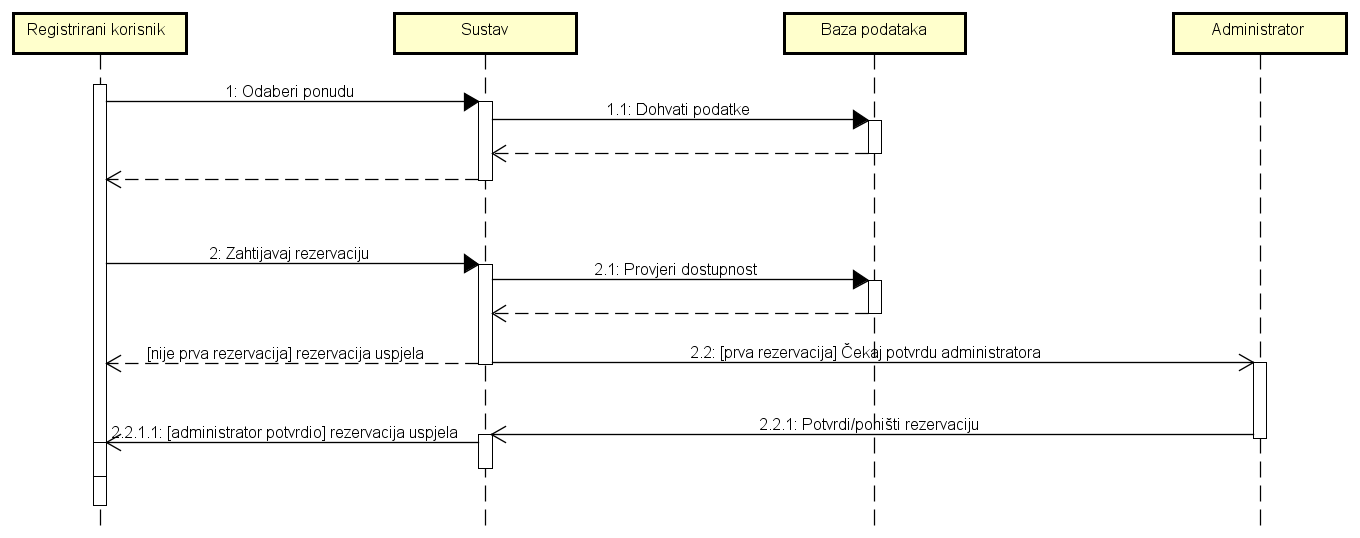 Registrirani korisnik
Sustav
Baza podataka
Administrator
1: Odaberi ponudu
1.1: Dohvati podatke
2: Zahtijavaj rezervaciju
2.1: Provjeri dostupnost
[nije prva rezervacija] rezervacija uspjela
2.2: [prva rezervacija] Čekaj potvrdu administratora
2.2.1: Potvrdi/poništi rezervaciju
2.2.1.1: [administrator potvrdio] rezervacija uspjela